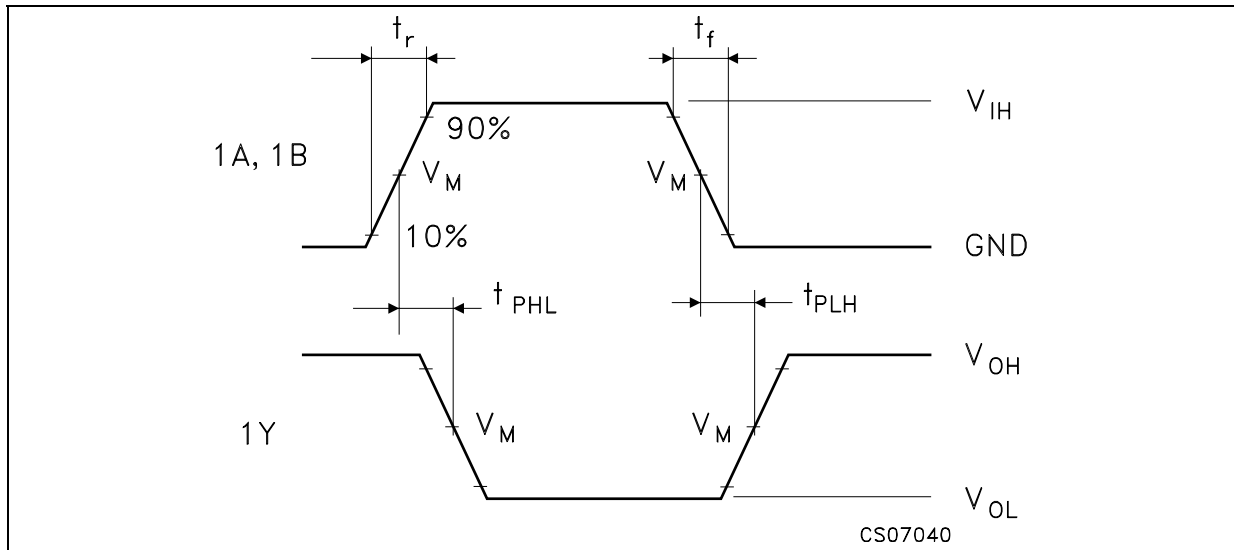 tr
tf
VIH
90%
1A, 1B
VM
VM
10%
GND
tPHL
tPLH
VOH
1Y
VM
VM
VOL
CS07040